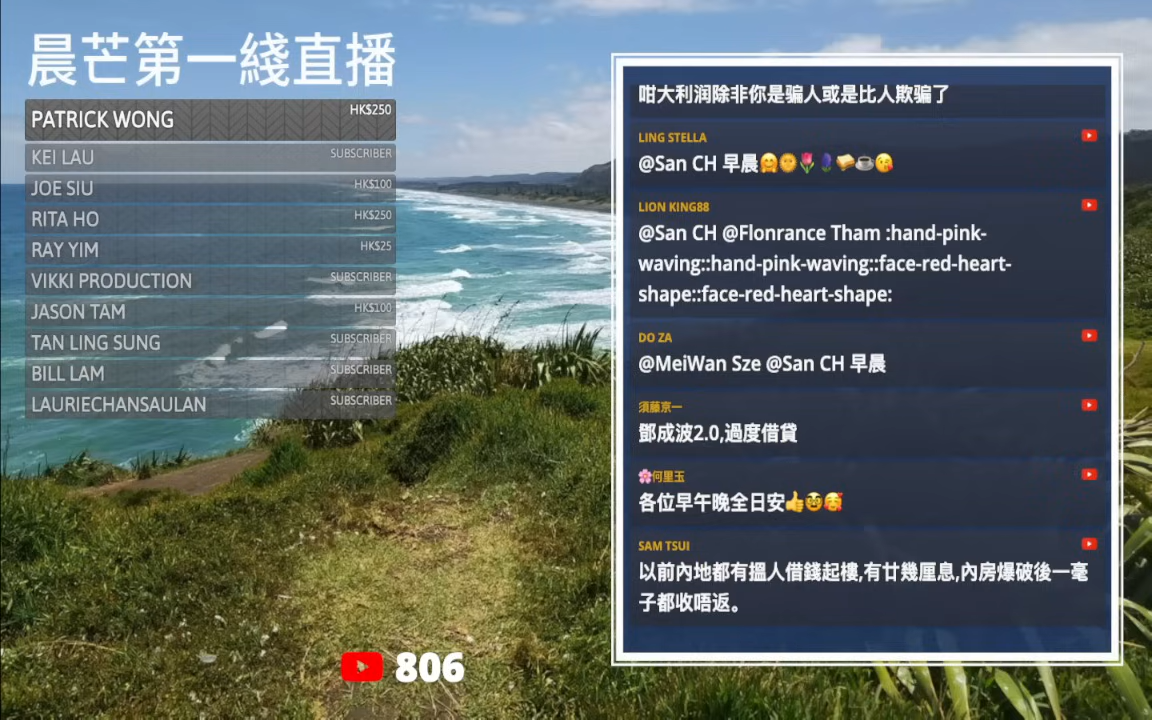 晨芒第一綫直播
PATRICK WONG HK$250
KEI LAU SUBSCRIBER
JOE SIU HK$100
RITA HO HK$250
RAY YIM HK$25
VIKKI PRODUCTION SUBSCRIBER
JASON TAM HK$100
TAN LING SUNG SUBSCRIBER
BILL LAM SUBSCRIBER
LAURIECHANSAULAN SUBSCRIBER
咁大利润除非你是骗人或是比人欺骗了
LING STELLA
@San CH 早晨🤗🌞🌷🪻🥪☕😘
LION KING88
@San CH @Flonrance Tham :hand-pink-
waving::hand-pink-waving::face-red-heart-
shape::face-red-heart-shape:
DO ZA
@MeiWan Sze @San CH 早晨
須藤京一
鄧成波2.0,過度借貸
🌸何里玉
各位早午晚全日安👍🥸🥰
SAM TSUI
以前內地都有搵人借錢起樓,有廿幾厘息,內房爆破後一毫
子都收唔返。
806